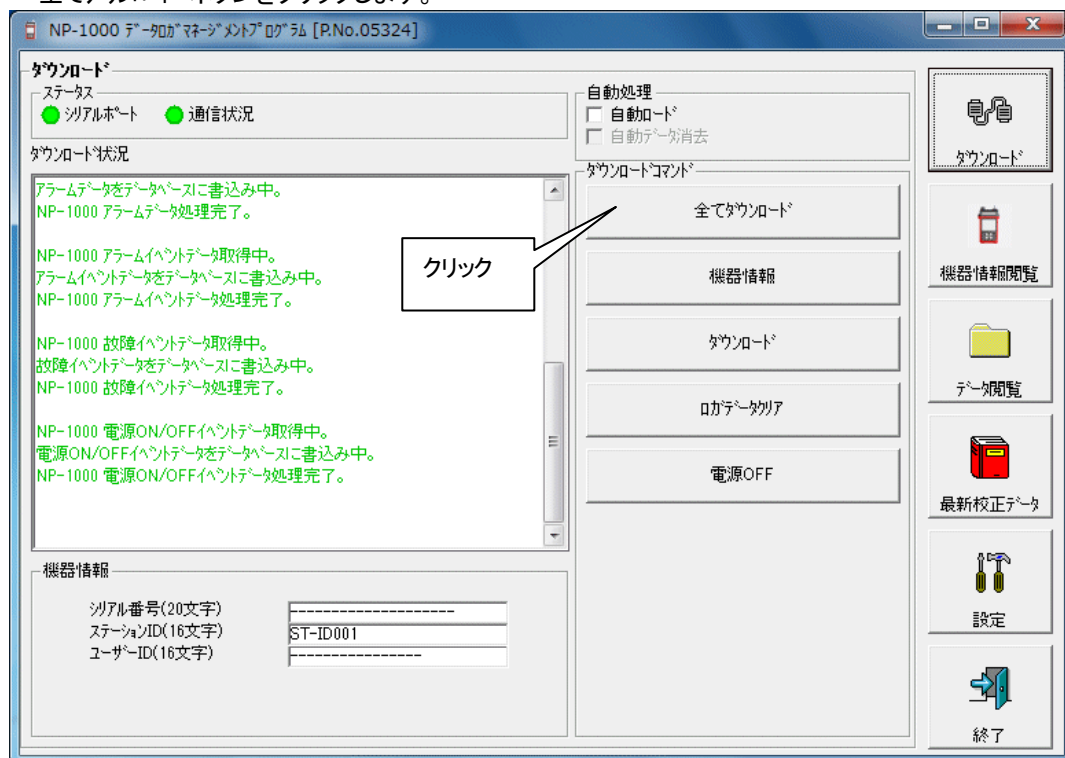 NP-1000 ﾃﾞｰﾀﾛｶﾞﾏﾈｰｼﾞﾒﾝﾄﾌﾟﾛｸﾞﾗﾑ [P.No.05324]
ﾀﾞｳﾝﾛｰﾄﾞ
ｽﾃｰﾀｽ
ｼﾘｱﾙﾎﾟｰﾄ
通信状況
自動処理
自動ﾛｰﾄﾞ
自動ﾃﾞｰﾀ消去
ﾀﾞｳﾝﾛｰﾄﾞ状況
ｱﾗｰﾑﾃﾞｰﾀをﾃﾞｰﾀﾍﾞｰｽに書込み中。
NP-1000 ｱﾗｰﾑﾃﾞｰﾀ処理完了。
NP-1000 ｱﾗｰﾑｲﾍﾞﾝﾄﾃﾞｰﾀ取得中。
ｱﾗｰﾑｲﾍﾞﾝﾄﾃﾞｰﾀをﾃﾞｰﾀﾍﾞｰｽに書込み中。
NP-1000 ｱﾗｰﾑｲﾍﾞﾝﾄﾃﾞｰﾀ処理完了。
NP-1000 故障ｲﾍﾞﾝﾄﾃﾞｰﾀ取得中。
故障ｲﾍﾞﾝﾄﾃﾞｰﾀをﾃﾞｰﾀﾍﾞｰｽに書込み中。
NP-1000 故障ｲﾍﾞﾝﾄﾃﾞｰﾀ処理完了。
NP-1000 電源ON/OFFｲﾍﾞﾝﾄﾃﾞｰﾀ取得中。
電源ON/OFFｲﾍﾞﾝﾄﾃﾞｰﾀをﾃﾞｰﾀﾍﾞｰｽに書込み中。
NP-1000 電源ON/OFFｲﾍﾞﾝﾄﾃﾞｰﾀ処理完了。
クリック
ﾀﾞｳﾝﾛｰﾄﾞｺﾏﾝﾄﾞ
全てﾀﾞｳﾝﾛｰﾄﾞ
機器情報
ﾀﾞｳﾝﾛｰﾄﾞ
ﾛｶﾞﾃﾞｰﾀｸﾘｱ
電源OFF
機器情報
ｼﾘｱﾙ番号(20文字) --------------------
ｽﾃｰｼｮﾝID(16文字) ST-ID001
ﾕｰｻﾞｰID(16文字) ----------------
ﾀﾞｳﾝﾛｰﾄﾞ
機器情報閲覧
ﾃﾞｰﾀ閲覧
最新校正ﾃﾞｰﾀ
設定
終了